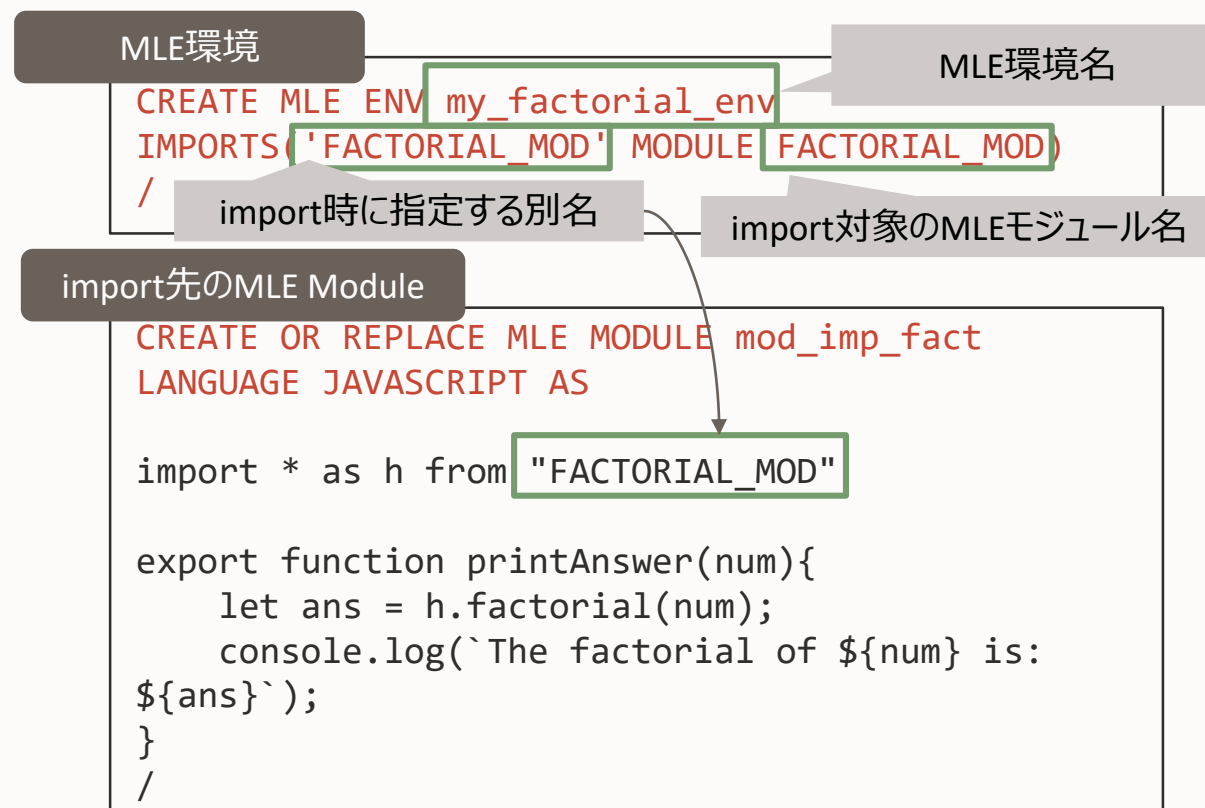 MLE環境
MLE環境名
CREATE MLE ENV my_factorial_env
IMPORTS('FACTORIAL_MOD' MODULE FACTORIAL_MOD)
/
import時に指定する別名
import対象のMLEモジュール名
import先のMLE Module
CREATE OR REPLACE MLE MODULE mod_imp_fact
LANGUAGE JAVASCRIPT AS
import * as h from "FACTORIAL_MOD"
export function printAnswer(num){
    let ans = h.factorial(num);
    console.log(`The factorial of ${num} is:
${ans}`);
}
/